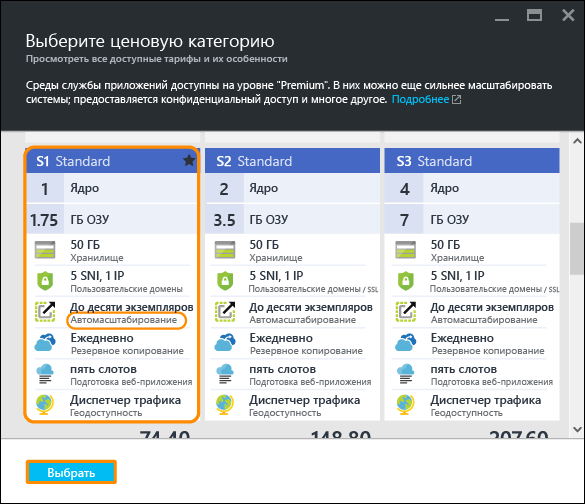 Выберите ценовую категорию
Просмотреть все доступные тарифы и их особенности
Среды службы приложений доступны на уровне "Premium". В них можно еще сильнее масштабировать
системы; предоставляется конфиденциальный доступ и многое другое. Подробнее
S1 Standard
1 Ядро
1.75 ГБ ОЗУ
50 ГБ
Хранилище
5 SNI, 1 IP
Пользовательские домены
До десяти экземпляров
Автомасштабирование
Ежедневно
Резервное копирование
пять слотов
Подготовка веб-приложения
Диспетчер трафика
Геодоступность
74.40
S2 Standard
2 Ядро
3.5 ГБ ОЗУ
50 ГБ
Хранилище
5 SNI, 1 IP
Пользовательские домены / SSL
До десяти экземпляров
Автомасштабирование
Ежедневно
Резервное копирование
пять слотов
Подготовка веб-приложения
Диспетчер трафика
Геодоступность
148.80
S3 Standard
4 Ядро
7 ГБ ОЗУ
50 ГБ
Хранилище
5 SNI, 1 IP
Пользовательские домены / SSL
До десяти экземпляров
Автомасштабирование
Ежедневно
Резервное копирование
пять слотов
Подготовка веб-приложения
Диспетчер трафика
Геодоступность
297.60
Выбрать